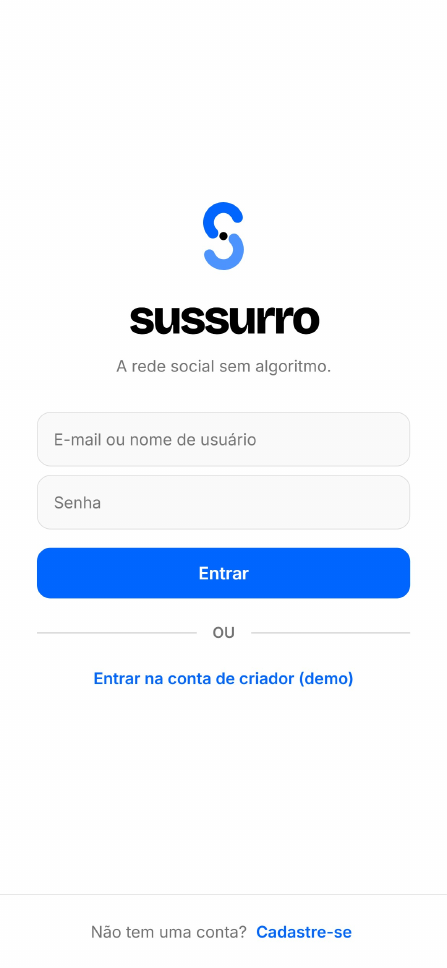 sussurro
A rede social sem algoritmo.
E-mail ou nome de usuário
Senha
Entrar
OU
Entrar na conta de criador (demo)
Não tem uma conta? Cadastre-se